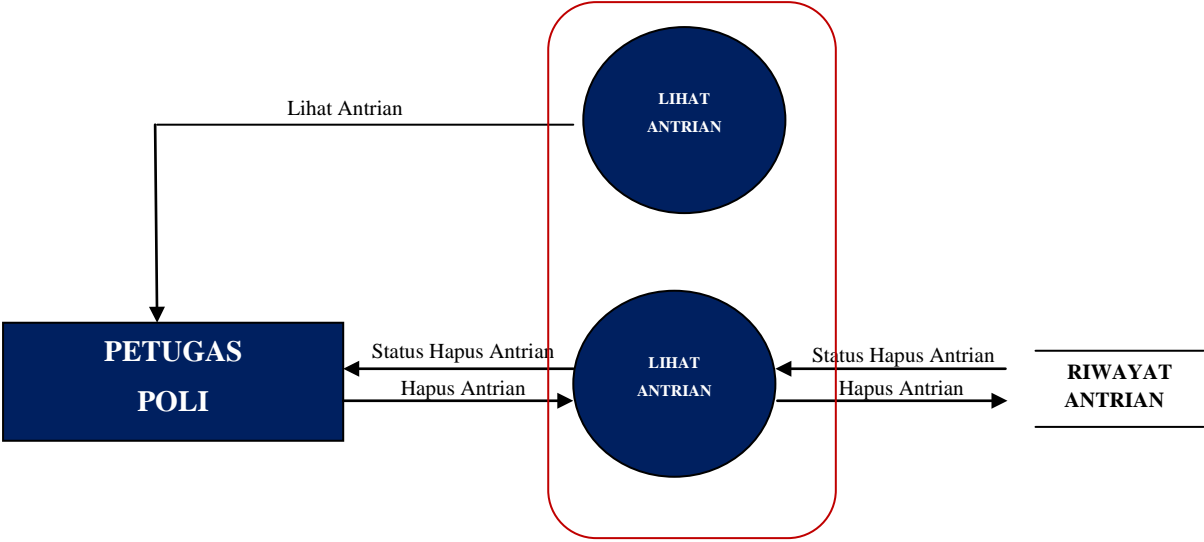 LIHAT
ANTRIAN
Lihat Antrian
PETUGAS
POLI
Status Hapus Antrian
Hapus Antrian
LIHAT
ANTRIAN
Status Hapus Antrian
Hapus Antrian
RIWAYAT
ANTRIAN